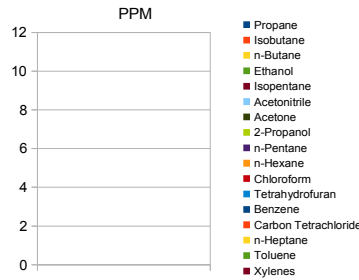 PPM
12
10
8
6
4
2
0
Propane
Isobutane
n-Butane
Ethanol
Isopentane
Acetonitrile
Acetone
2-Propanol
n-Pentane
n-Hexane
Chloroform
Tetrahydrofuran
Benzene
Carbon Tetrachloride
n-Heptane
Toluene
Xylenes